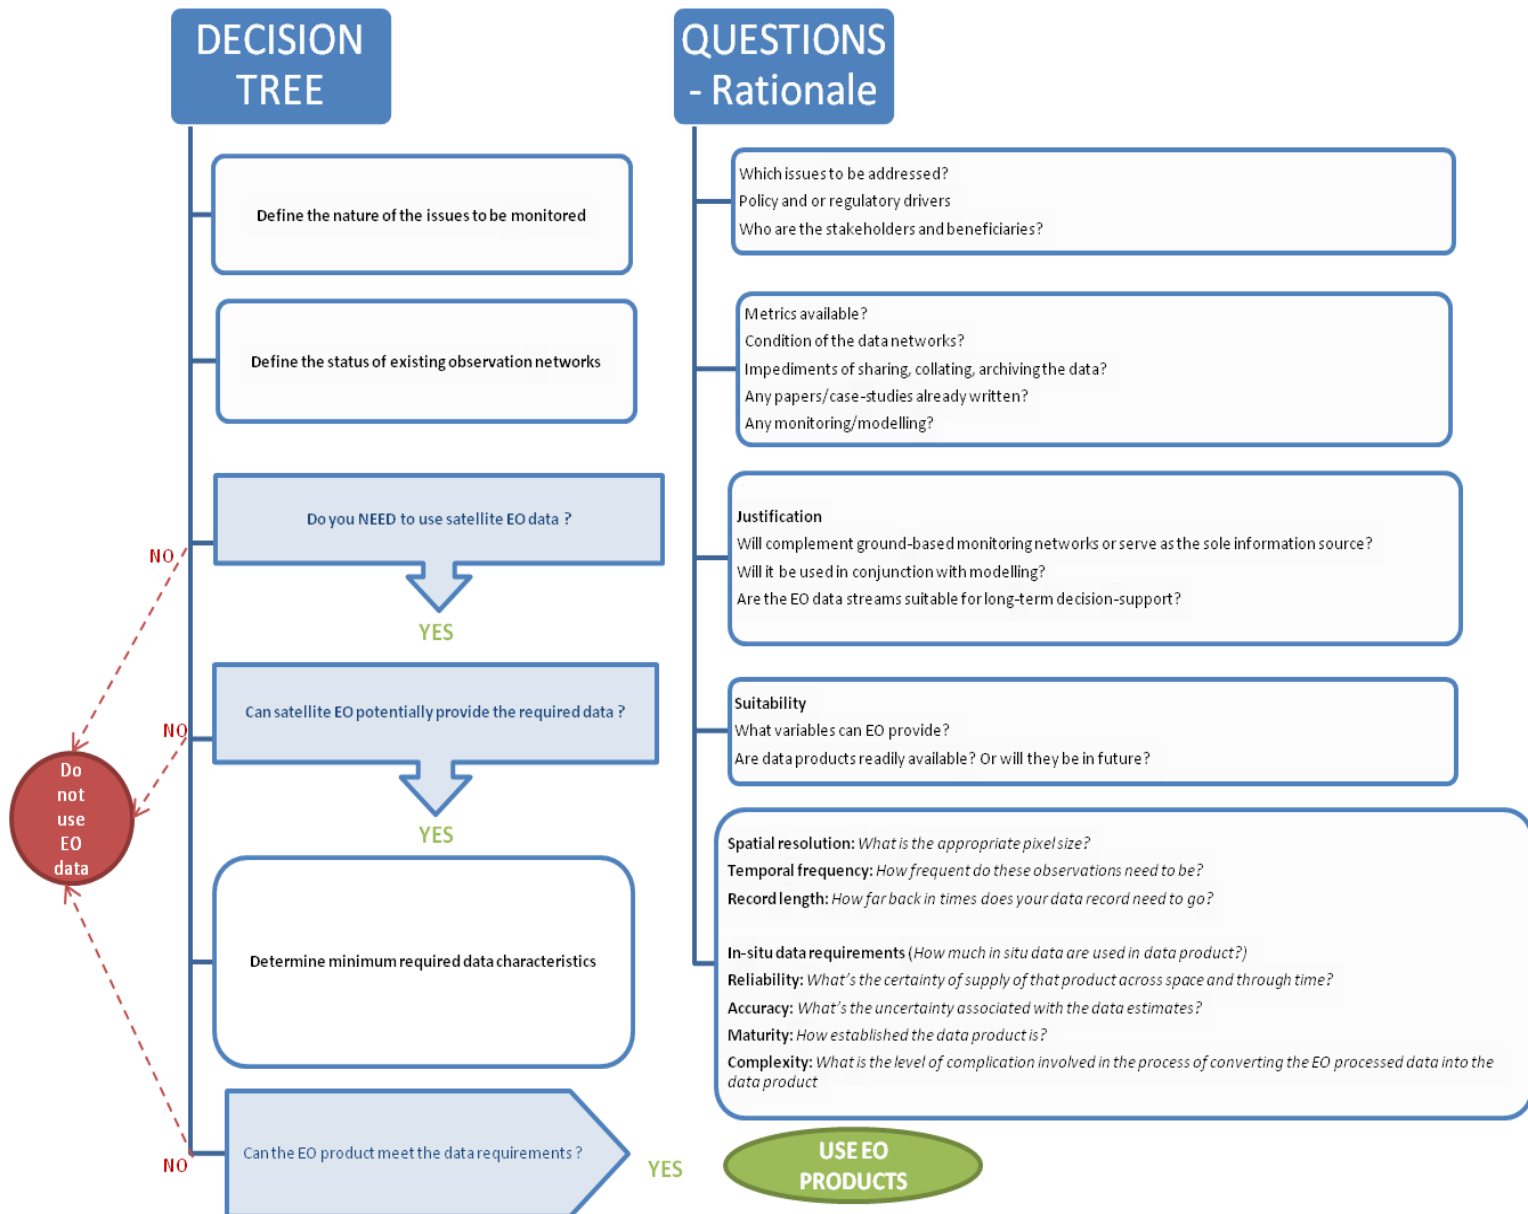 DECISION
TREE
Define the nature of the issues to be monitored
Define the status of existing observation networks
Do you NEED to use satellite EO data ?
NO
YES
Can satellite EO potentially provide the required data ?
NO
YES
Do
not
use
EO
data
Determine minimum required data characteristics
Can the EO product meet the data requirements ?
NO
YES
USE EO
PRODUCTS
QUESTIONS
- Rationale
Which issues to be addressed?
Policy and or regulatory drivers
Who are the stakeholders and beneficiaries?
Metrics available?
Condition of the data networks?
Impediments of sharing, collating, archiving the data?
Any papers/case-studies already written?
Any monitoring/modelling?
Justification
Will complement ground-based monitoring networks or serve as the sole information source?
Will it be used in conjunction with modelling?
Are the EO data streams suitable for long-term decision-support?
Suitability
What variables can EO provide?
Are data products readily available? Or will they be in future?
Spatial resolution: What is the appropriate pixel size?
Temporal frequency: How frequent do these observations need to be?
Record length: How far back in times does your data record need to go?
In-situ data requirements (How much in situ data are used in data product?)
Reliability: What's the certainty of supply of that product across space and through time?
Accuracy: What's the uncertainty associated with the data estimates?
Maturity: How established the data product is?
Complexity: What is the level of complication involved in the process of converting the EO processed data into the
data product